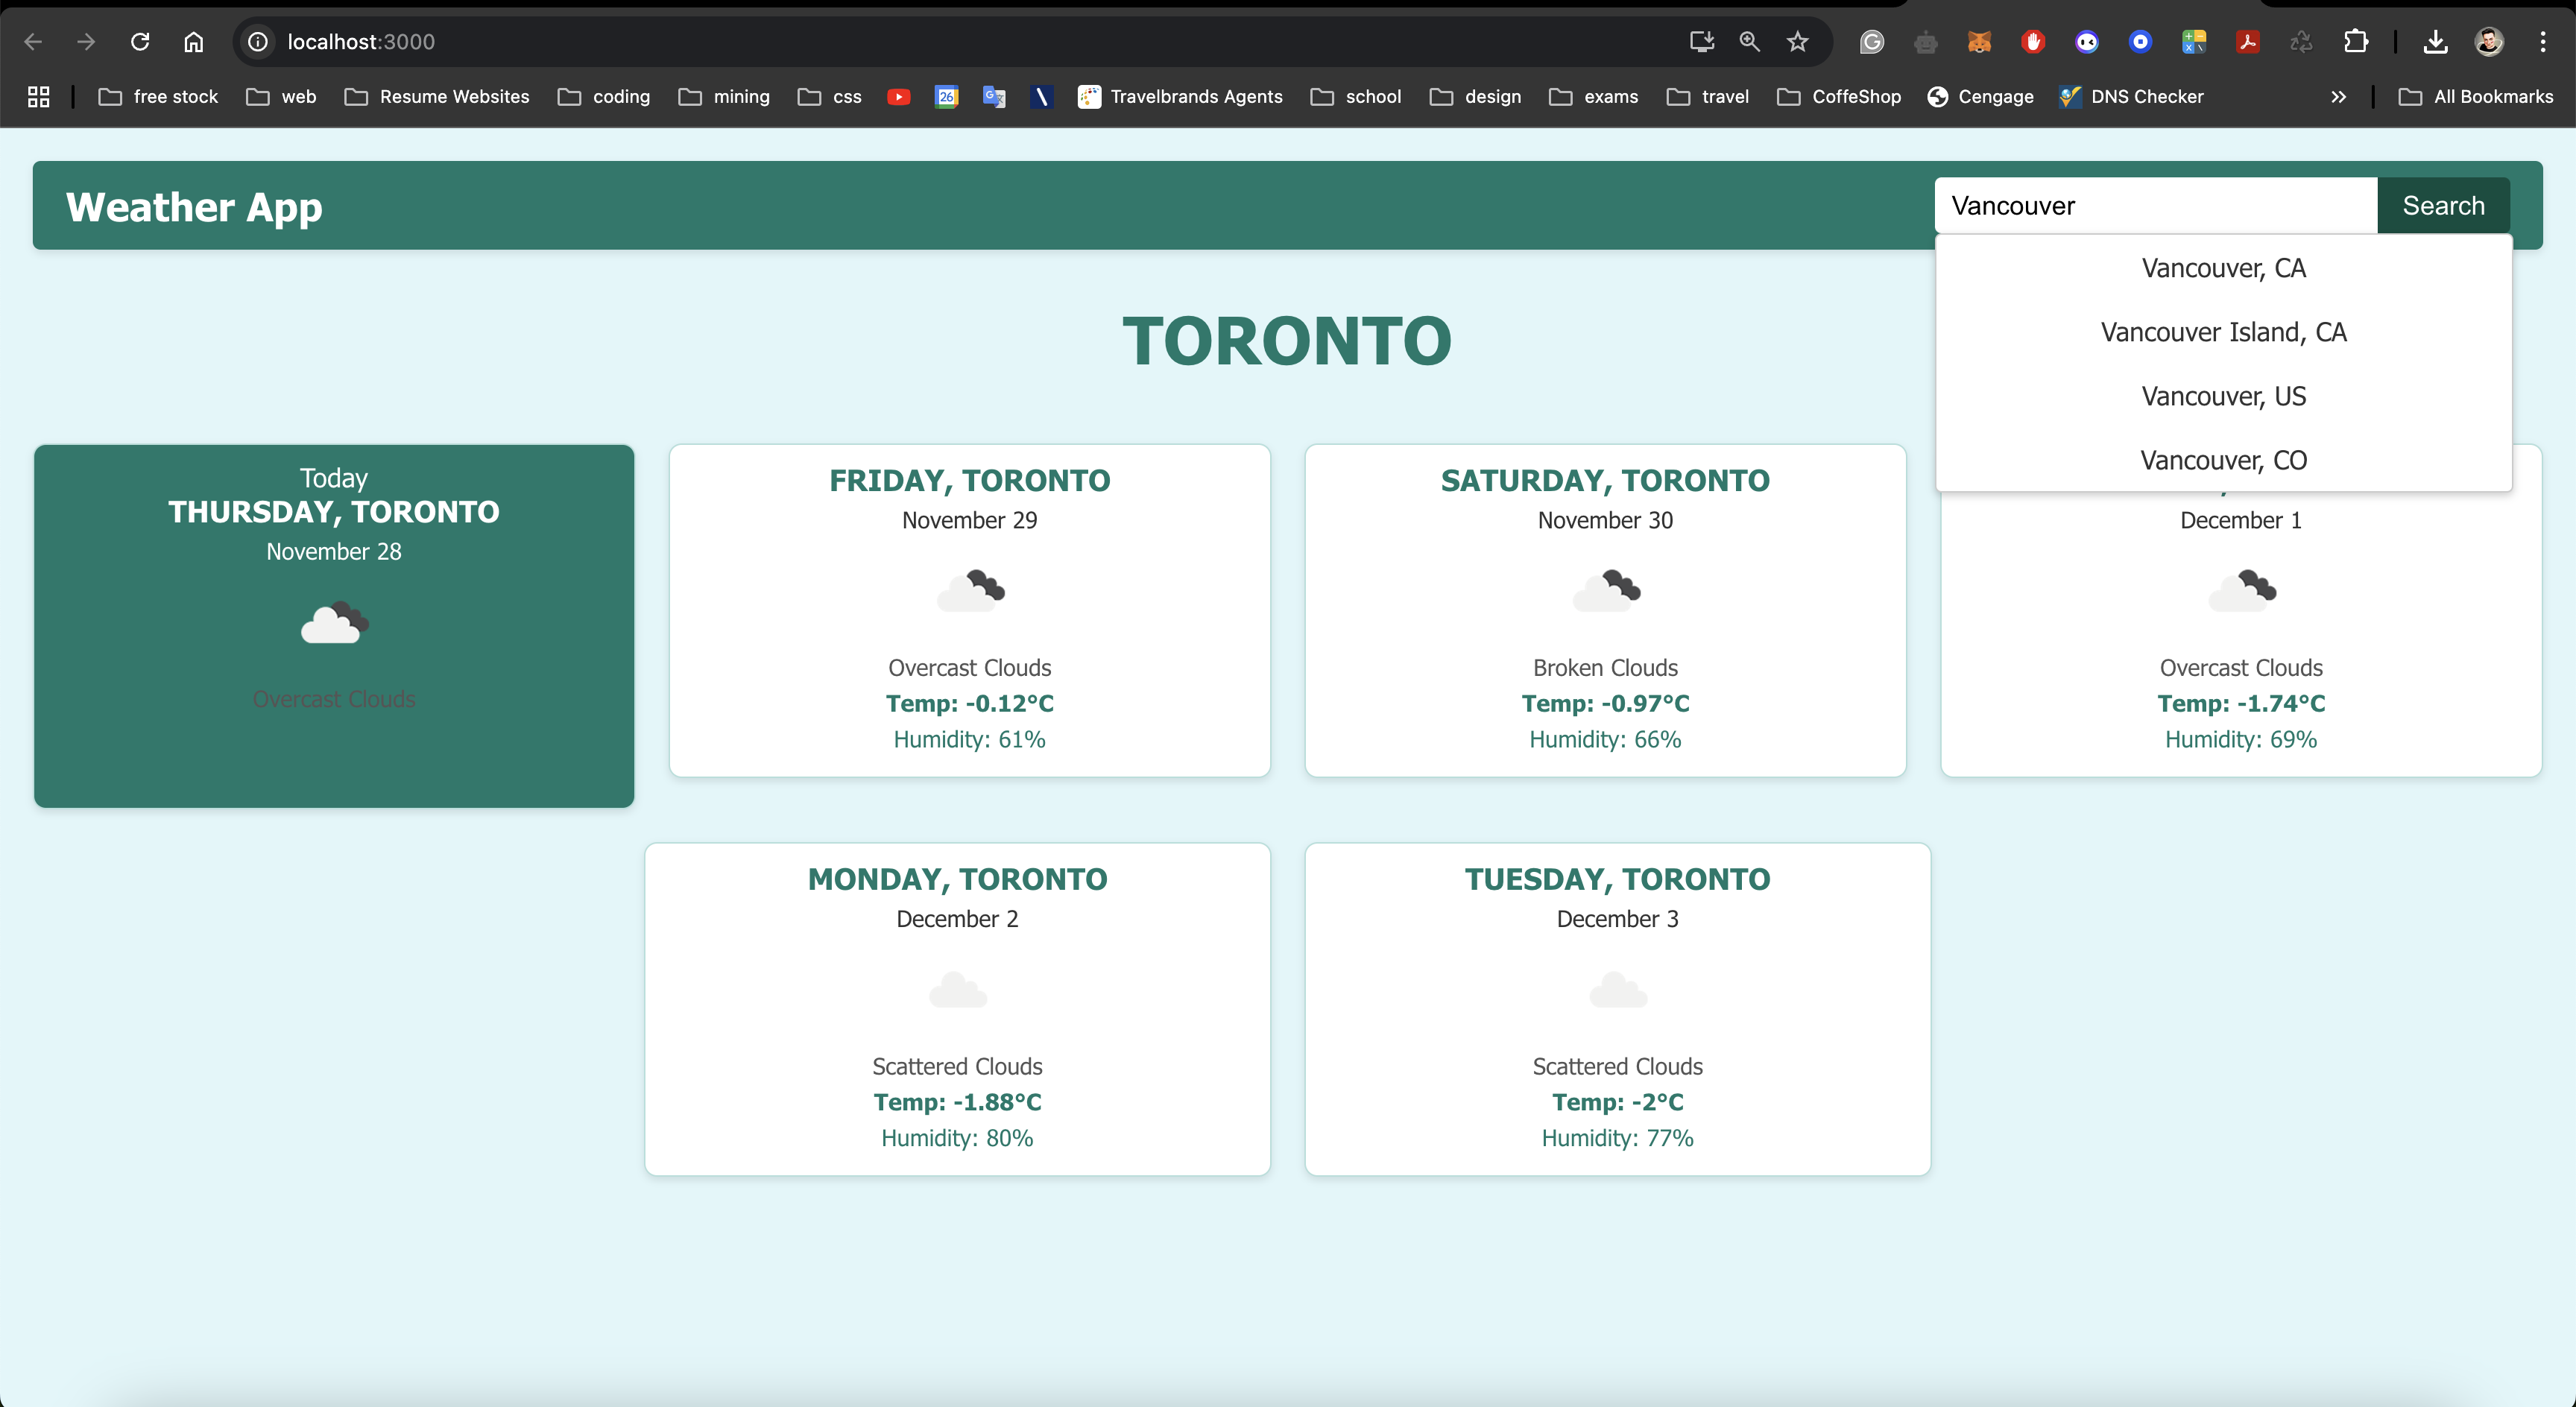 localhost:3000
free stock
web
Resume Websites
coding
mining
css
26
Travelbrands Agents
school
design
exams
travel
CoffeShop
Cengage
DNS Checker
All Bookmarks
Weather App
Vancouver
Search
Vancouver, CA
Vancouver Island, CA
Vancouver, US
Vancouver, CO
TORONTO
Today
THURSDAY, TORONTO
November 28
Overcast Clouds
FRIDAY, TORONTO
November 29
Overcast Clouds
Temp: -0.12°C
Humidity: 61%
SATURDAY, TORONTO
November 30
Broken Clouds
Temp: -0.97°C
Humidity: 66%
December 1
Overcast Clouds
Temp: -1.74°C
Humidity: 69%
MONDAY, TORONTO
December 2
Scattered Clouds
Temp: -1.88°C
Humidity: 80%
TUESDAY, TORONTO
December 3
Scattered Clouds
Temp: -2°C
Humidity: 77%